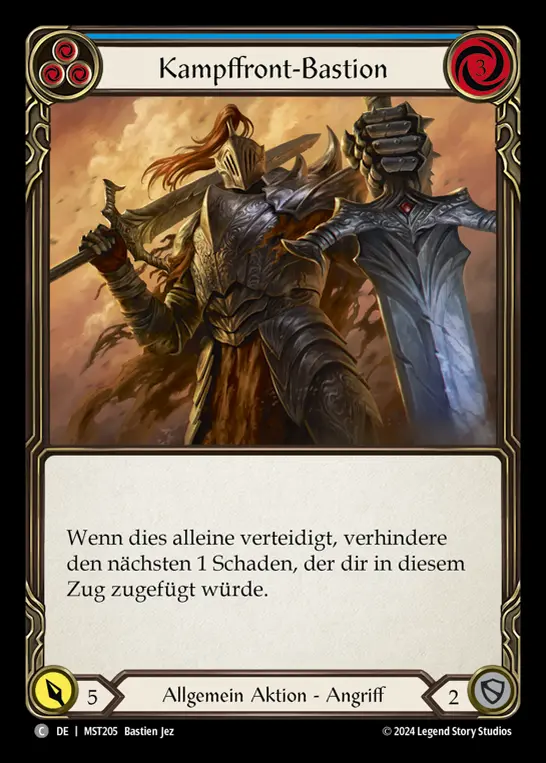 Kampffront-Bastion
3
Wenn dies alleine verteidigt, verhindere
den nächsten 1 Schaden, der dir in diesem
Zug zugefügt würde.
5
Allgemein Aktion - Angriff
2
C DE | MST205 Bastien Jez
© 2024 Legend Story Studios